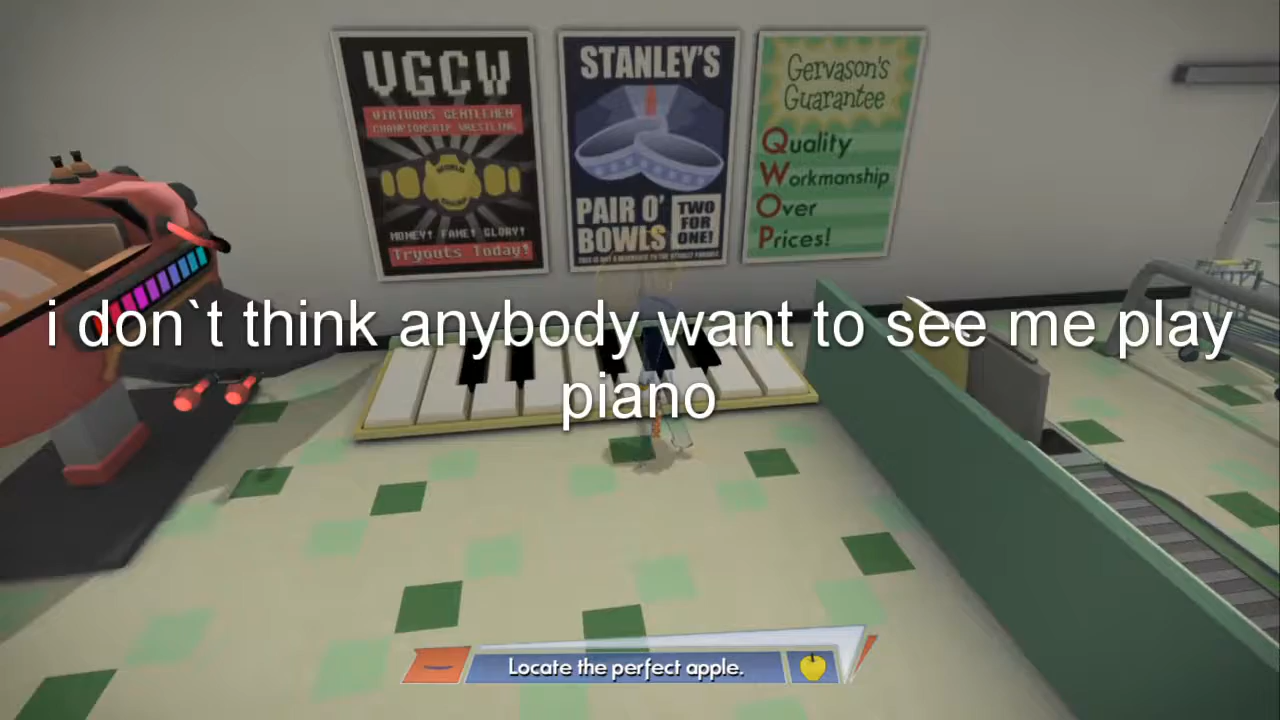 VGCW
VIRTUOUS GENTLEMEN
CHAMPIONSHIP WRESTLING
WORLD
MONEY! FAME! GLORY!
Tryouts Today!
STANLEY'S
PAIR O'
BOWLS
TWO
FOR
ONE!
Gervason's
Guarantee
Quality
Workmanship
Over
Prices!
i don`t think anybody want to see me play
piano
Locate the perfect apple.